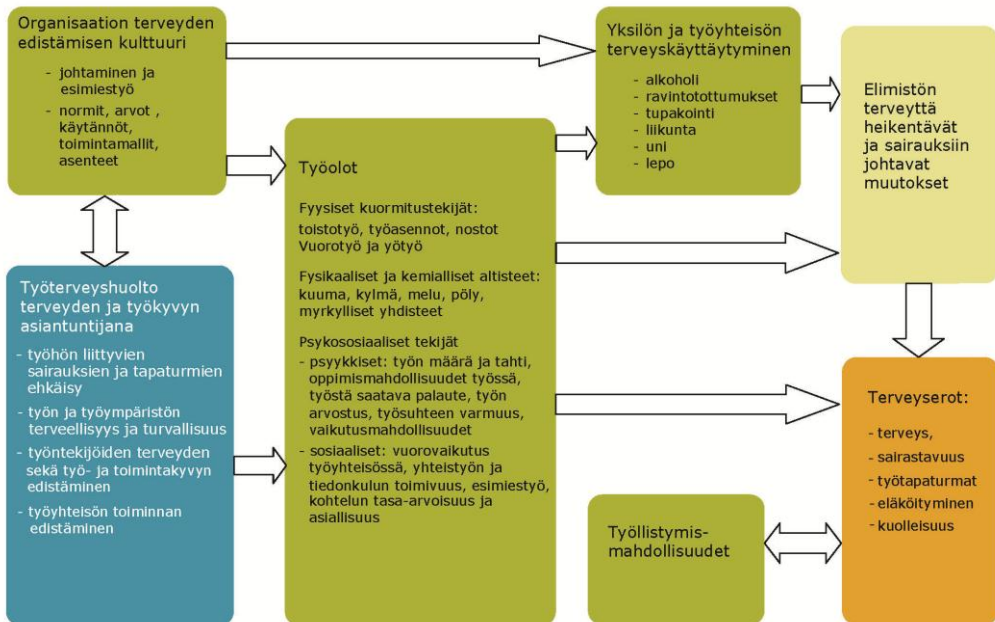 Organisaation terveyden
edistämisen kulttuuri
- johtaminen ja
esimiestyö
- normit, arvot ,
käytännöt,
toimintamallit,
asenteet
Työterveyshuolto
terveyden ja työkyvyn
asiantuntijana
- työhön liittyvien
sairauksien ja tapaturmien
ehkäisy
- työn ja työympäristön
terveellisyys ja turvallisuus
- työntekijöiden terveyden
sekä työ- ja toimintakyvyn
edistäminen
- työyhteisön toiminnan
edistäminen
Työolot
Fyysiset kuormitustekijät:
toistotyö, työasennot, nostot
Vuorotyö ja yötyö
Fysikaaliset ja kemialliset altisteet:
kuuma, kylmä, melu, pöly,
myrkylliset yhdisteet
Psykososiaaliset tekijät
- psyykkiset: työn määrä ja tahti,
oppimismahdollisuudet työssä,
työstä saatava palaute, työn
arvostus, työsuhteen varmuus,
vaikutusmahdollisuudet
- sosiaaliset: vuorovaikutus
työyhteisössä, yhteistyön ja
tiedonkulun toimivuus, esimiestyö,
kohtelun tasa-arvoisuus ja
asiallisuus
Yksilön ja työyhteisön
terveyskäyttäytyminen
- alkoholi
- ravintotottumukset
- tupakointi
- liikunta
- uni
- lepo
Elimistön
terveyttä
heikentävät
ja sairauksiin
johtavat
muutokset
Terveyserot:
- terveys,
- sairastavuus
- työtapaturmat
- eläköityminen
- kuolleisuus
Työllistymis-
mahdollisuudet